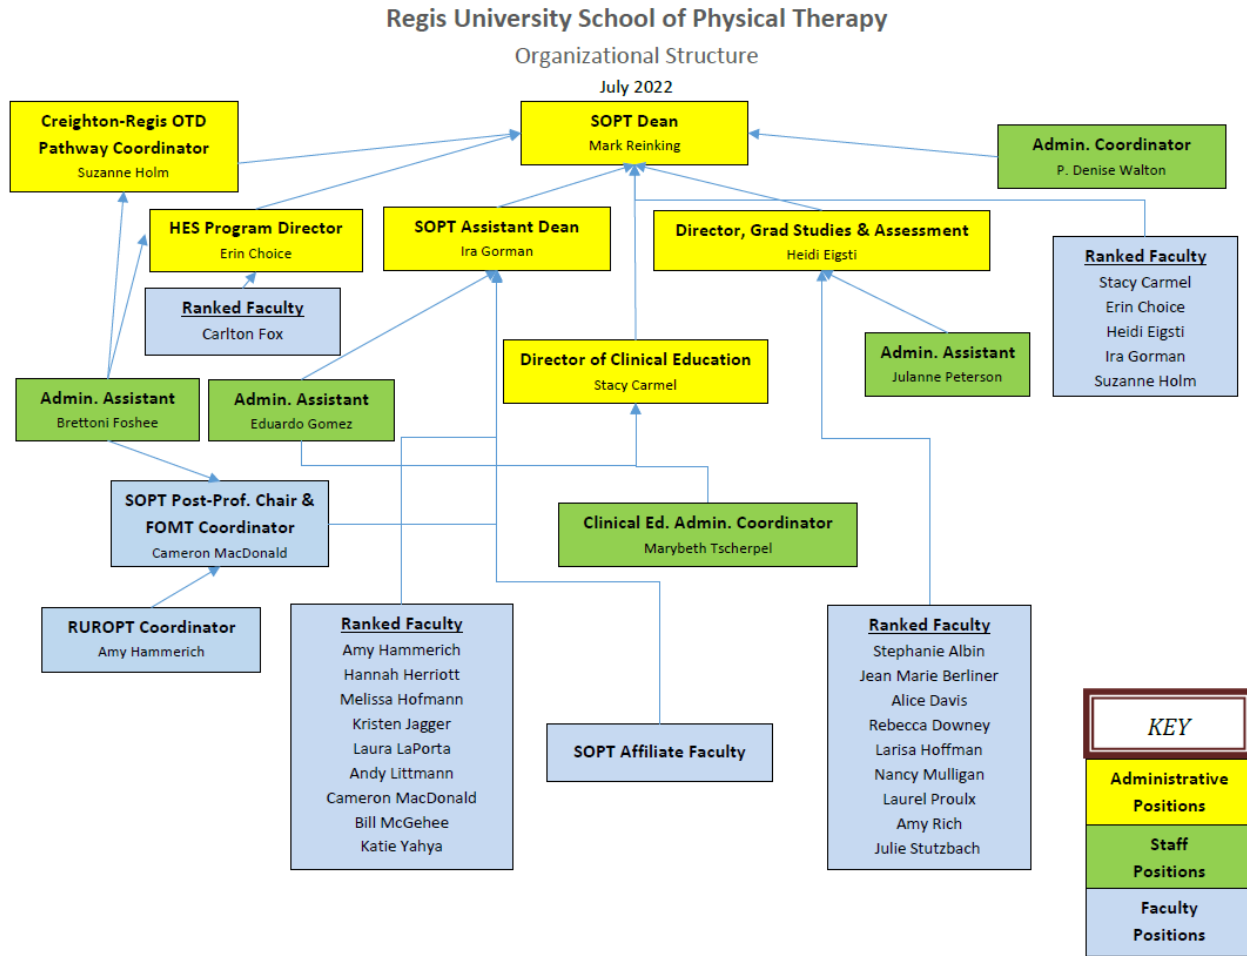 Regis University School of Physical Therapy
Organizational Structure
July 2022
Creighton-Regis OTD
Pathway Coordinator
Suzanne Holm
SOPT Dean
Mark Reinking
Admin. Coordinator
P. Denise Walton
HES Program Director
Erin Choice
SOPT Assistant Dean
Ira Gorman
Director, Grad Studies & Assessment
Heidi Eigsti
Ranked Faculty
Stacy Carmel
Erin Choice
Heidi Eigsti
Ira Gorman
Suzanne Holm
Ranked Faculty
Carlton Fox
Director of Clinical Education
Stacy Carmel
Admin. Assistant
Julanne Peterson
Admin. Assistant
Brettoni Foshee
Admin. Assistant
Eduardo Gomez
SOPT Post-Prof. Chair &
FOMT Coordinator
Cameron MacDonald
Clinical Ed. Admin. Coordinator
Marybeth Tscherpel
RUROPT Coordinator
Amy Hammerich
Ranked Faculty
Amy Hammerich
Hannah Herriott
Melissa Hofmann
Kristen Jagger
Laura LaPorta
Andy Littmann
Cameron MacDonald
Bill McGehee
Katie Yahya
SOPT Affiliate Faculty
Ranked Faculty
Stephanie Albin
Jean Marie Berliner
Alice Davis
Rebecca Downey
Larisa Hoffman
Nancy Mulligan
Laurel Proulx
Amy Rich
Julie Stutzbach
KEY
Administrative
Positions
Staff
Positions
Faculty
Positions